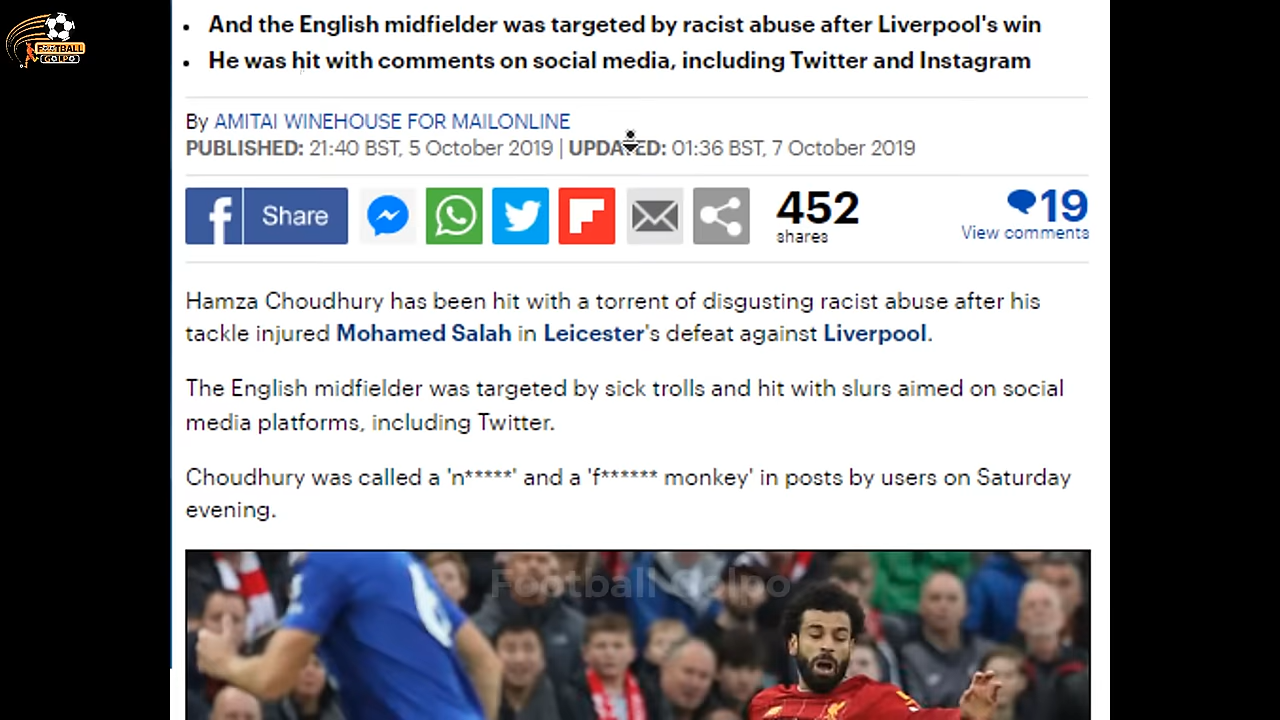 FOOTBALL
GOLPO
And the English midfielder was targeted by racist abuse after Liverpool's win
He was hit with comments on social media, including Twitter and Instagram
By AMITAI WINEHOUSE FOR MAILONLINE
PUBLISHED: 21:40 BST, 5 October 2019 | UPDATED: 01:36 BST, 7 October 2019
f Share
452
shares
19
View comments
Hamza Choudhury has been hit with a torrent of disgusting racist abuse after his
tackle injured Mohamed Salah in Leicester's defeat against Liverpool.
The English midfielder was targeted by sick trolls and hit with slurs aimed on social
media platforms, including Twitter.
Choudhury was called a 'n*****' and a 'f****** monkey' in posts by users on Saturday
evening.
Football Golpo